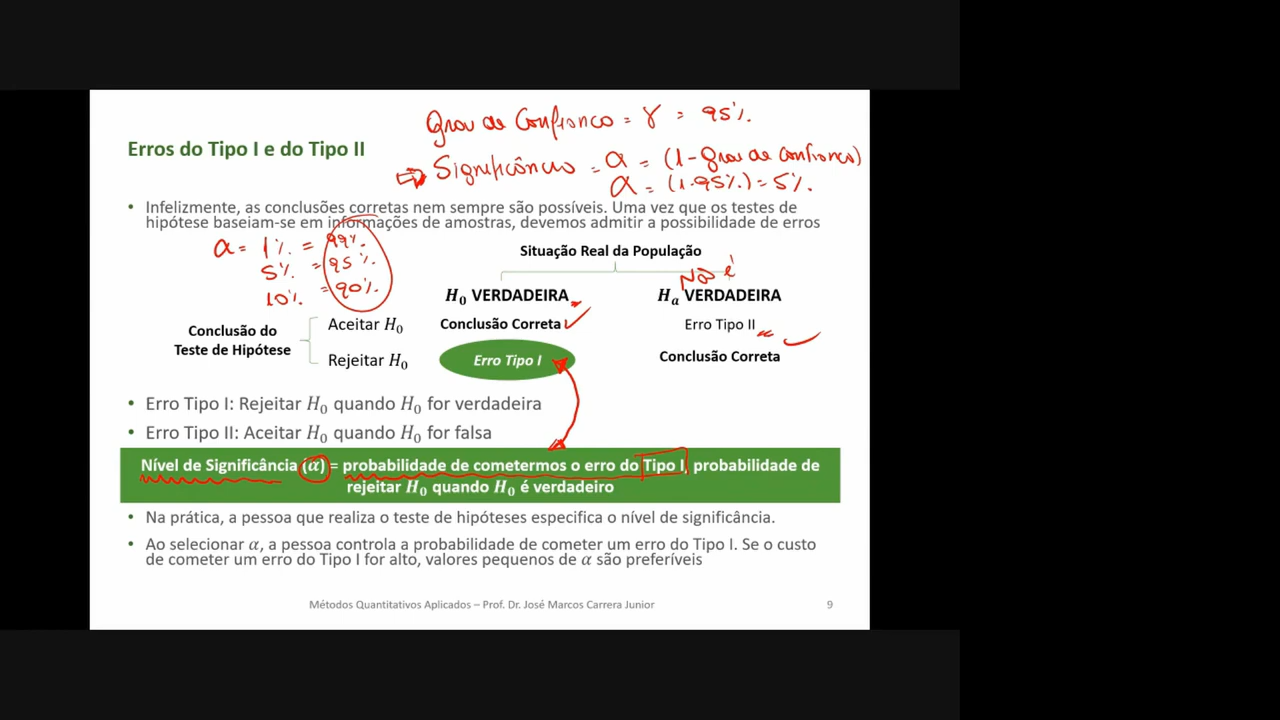 Grau de Confiança = γ = 95%
Erros do Tipo I e do Tipo II
⇒ Significância = α = (1 - grau de confiança)
α = (1-95%) = 5%
• Infelizmente, as conclusões corretas nem sempre são possíveis. Uma vez que os testes de
hipótese baseiam-se em informações de amostras, devemos admitir a possibilidade de erros
α = 1% = 99%
5% = 95%
10% = 90%
Situação Real da População
Não é
H₀ VERDADEIRA
Hₐ VERDADEIRA
Conclusão do
Teste de Hipótese
Aceitar H₀
Conclusão Correta
Erro Tipo II
Rejeitar H₀
Erro Tipo I
Conclusão Correta
• Erro Tipo I: Rejeitar H₀ quando H₀ for verdadeira
• Erro Tipo II: Aceitar H₀ quando H₀ for falsa
Nível de Significância (α) = probabilidade de cometermos o erro do Tipo I, probabilidade de
rejeitar H₀ quando H₀ é verdadeiro
• Na prática, a pessoa que realiza o teste de hipóteses especifica o nível de significância.
• Ao selecionar α, a pessoa controla a probabilidade de cometer um erro do Tipo I. Se o custo
de cometer um erro do Tipo I for alto, valores pequenos de α são preferíveis
Métodos Quantitativos Aplicados – Prof. Dr. José Marcos Carrera Junior
9